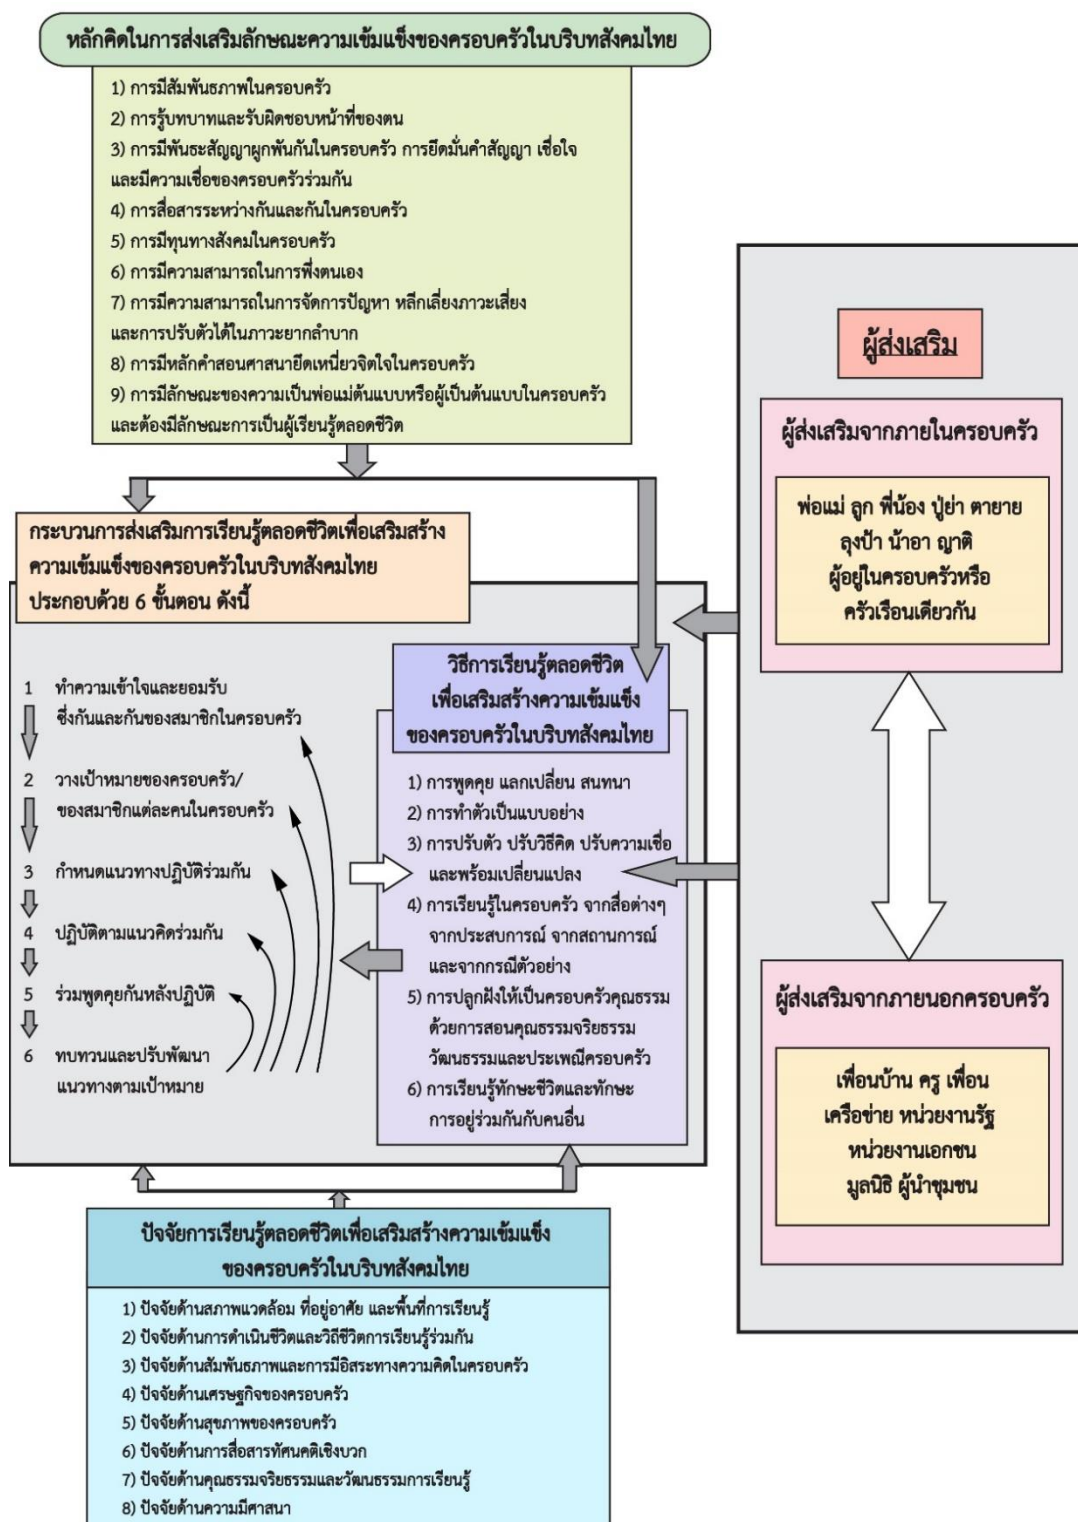 หลักคิดในการส่งเสริมลักษณะความเข้มแข็งของครอบครัวในบริบทสังคมไทย
1) การมีสัมพันธภาพในครอบครัว
2) การรู้บทบาทและรับผิดชอบหน้าที่ของตน
3) การมีพันธะสัญญาผูกพันกันในครอบครัว การยึดมั่นคำสัญญา เชื่อใจ
และมีความเชื่อของครอบครัวร่วมกัน
4) การสื่อสารระหว่างกันและกันในครอบครัว
5) การมีทุนทางสังคมในครอบครัว
6) การมีความสามารถในการพึ่งตนเอง
7) การมีความสามารถในการจัดการปัญหา หลีกเลี่ยงภาวะเสี่ยง
และการปรับตัวได้ในภาวะยากลำบาก
8) การมีหลักคำสอนศาสนายึดเหนี่ยวจิตใจในครอบครัว
9) การมีลักษณะของความเป็นพ่อแม่ต้นแบบหรือผู้เป็นต้นแบบในครอบครัว
และต้องมีลักษณะการเป็นผู้เรียนรู้ตลอดชีวิต
กระบวนการส่งเสริมการเรียนรู้ตลอดชีวิตเพื่อเสริมสร้าง
ความเข้มแข็งของครอบครัวในบริบทสังคมไทย
ประกอบด้วย 6 ขั้นตอน ดังนี้
1 ทำความเข้าใจและยอมรับ
ซึ่งกันและกันของสมาชิกในครอบครัว
2 วางเป้าหมายของครอบครัว/
ของสมาชิกแต่ละคนในครอบครัว
3 กำหนดแนวทางปฏิบัติร่วมกัน
4 ปฏิบัติตามแนวคิดร่วมกัน
5 ร่วมพูดคุยกันหลังปฏิบัติ
6 ทบทวนและปรับพัฒนา
แนวทางตามเป้าหมาย
วิธีการเรียนรู้ตลอดชีวิต
เพื่อเสริมสร้างความเข้มแข็ง
ของครอบครัวในบริบทสังคมไทย
1) การพูดคุย แลกเปลี่ยน สนทนา
2) การทำตัวเป็นแบบอย่าง
3) การปรับตัว ปรับวิธีคิด ปรับความเชื่อ
และพร้อมเปลี่ยนแปลง
4) การเรียนรู้ในครอบครัว จากสื่อต่างๆ
จากประสบการณ์ จากสถานการณ์
และจากกรณีตัวอย่าง
5) การปลูกฝังให้เป็นครอบครัวคุณธรรม
ด้วยการสอนคุณธรรมจริยธรรม
วัฒนธรรมและประเพณีครอบครัว
6) การเรียนรู้ทักษะชีวิตและทักษะ
การอยู่ร่วมกันกับคนอื่น
ผู้ส่งเสริม
ผู้ส่งเสริมจากภายในครอบครัว
พ่อแม่ ลูก พี่น้อง ปู่ย่า ตายาย
ลุงป้า น้าอา ญาติ
ผู้อยู่ในครอบครัวหรือ
ครัวเรือนเดียวกัน
ผู้ส่งเสริมจากภายนอกครอบครัว
เพื่อนบ้าน ครู เพื่อน
เครือข่าย หน่วยงานรัฐ
หน่วยงานเอกชน
มูลนิธิ ผู้นำชุมชน
ปัจจัยการเรียนรู้ตลอดชีวิตเพื่อเสริมสร้างความเข้มแข็ง
ของครอบครัวในบริบทสังคมไทย
1) ปัจจัยด้านสภาพแวดล้อม ที่อยู่อาศัย และพื้นที่การเรียนรู้
2) ปัจจัยด้านการดำเนินชีวิตและวิถีชีวิตการเรียนรู้ร่วมกัน
3) ปัจจัยด้านสัมพันธภาพและการมีอิสระทางความคิดในครอบครัว
4) ปัจจัยด้านเศรษฐกิจของครอบครัว
5) ปัจจัยด้านสุขภาพของครอบครัว
6) ปัจจัยด้านการสื่อสารทัศนคติเชิงบวก
7) ปัจจัยด้านคุณธรรมจริยธรรมและวัฒนธรรมการเรียนรู้
8) ปัจจัยด้านความมีศาสนา